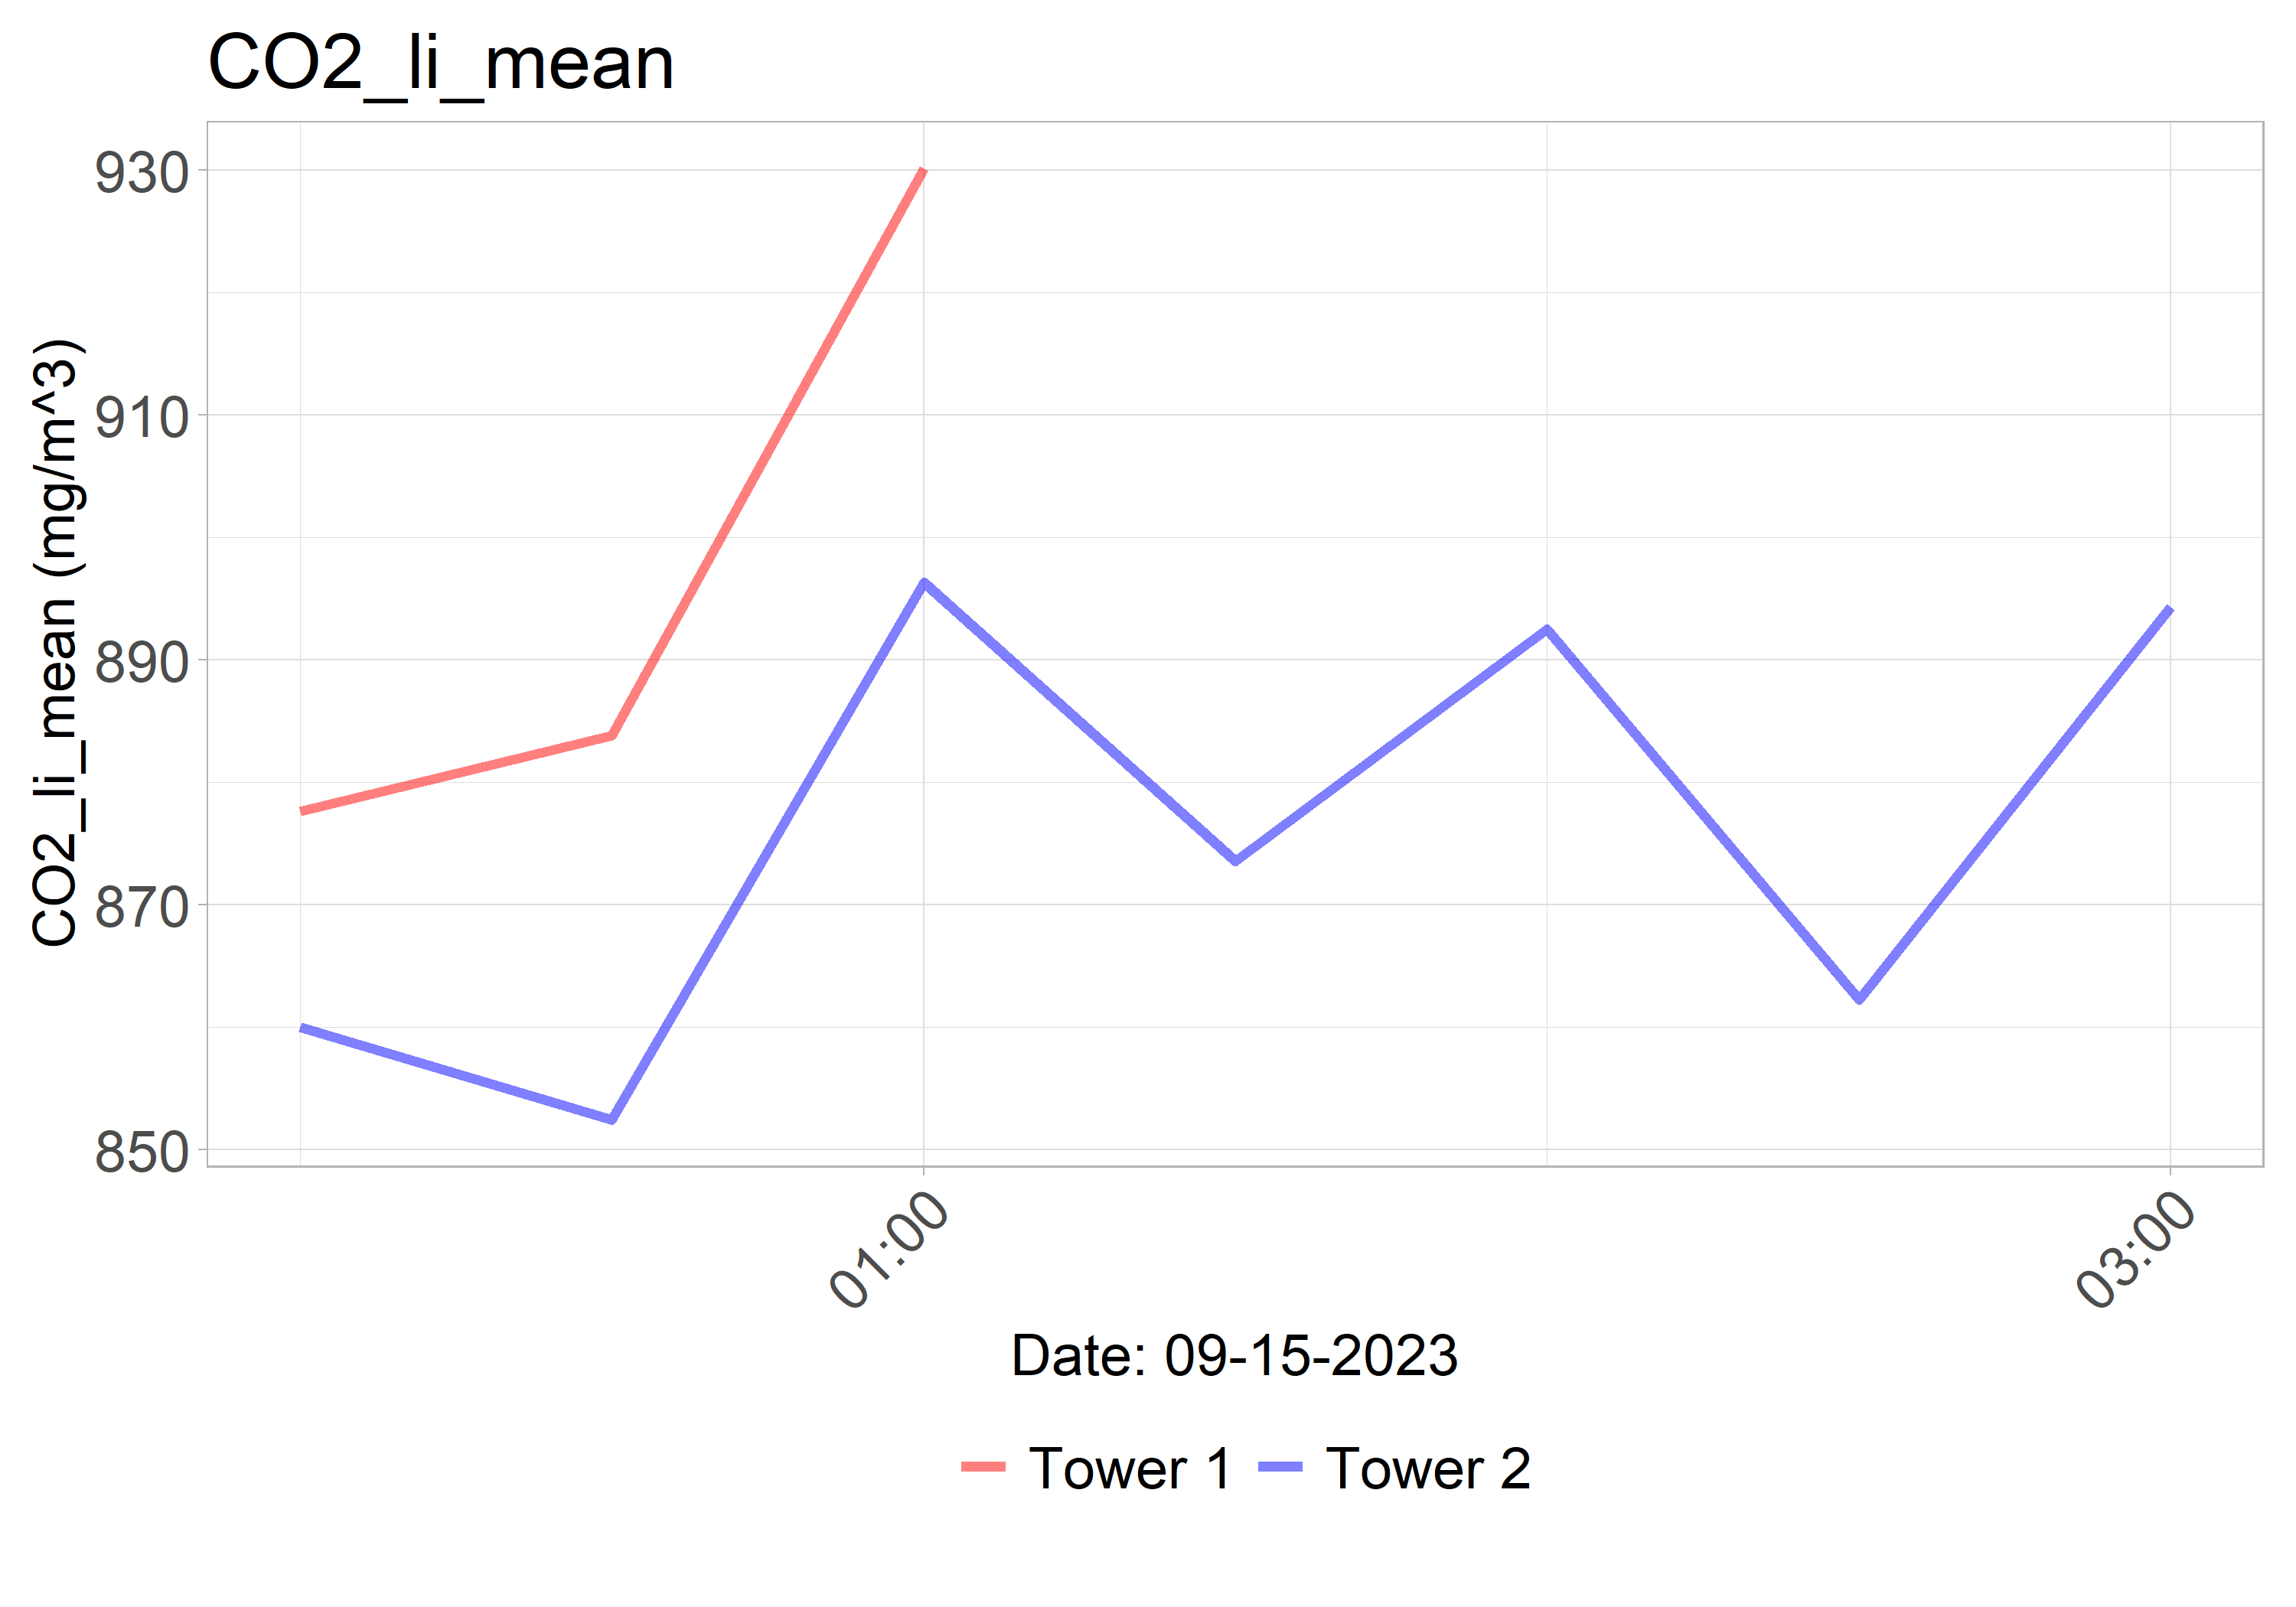 CO2_li_mean
CO2_li_mean (mg/m^3)
930
910
890
870
850
01:00
03:00
Date: 09-15-2023
Tower 1
Tower 2